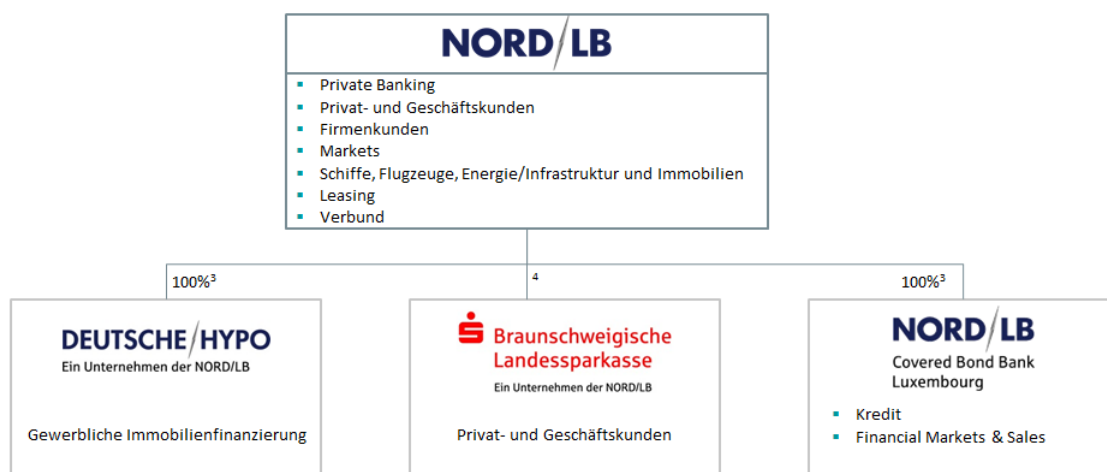 NORD/LB
▪ Private Banking
▪ Privat- und Geschäftskunden
▪ Firmenkunden
▪ Markets
▪ Schiffe, Flugzeuge, Energie/Infrastruktur und Immobilien
▪ Leasing
▪ Verbund
100%³
⁴
100%³
DEUTSCHE/HYPO
Ein Unternehmen der NORD/LB
Gewerbliche Immobilienfinanzierung
Braunschweigische
Landessparkasse
Ein Unternehmen der NORD/LB
Privat- und Geschäftskunden
NORD/LB
Covered Bond Bank
Luxembourg
▪ Kredit
▪ Financial Markets & Sales